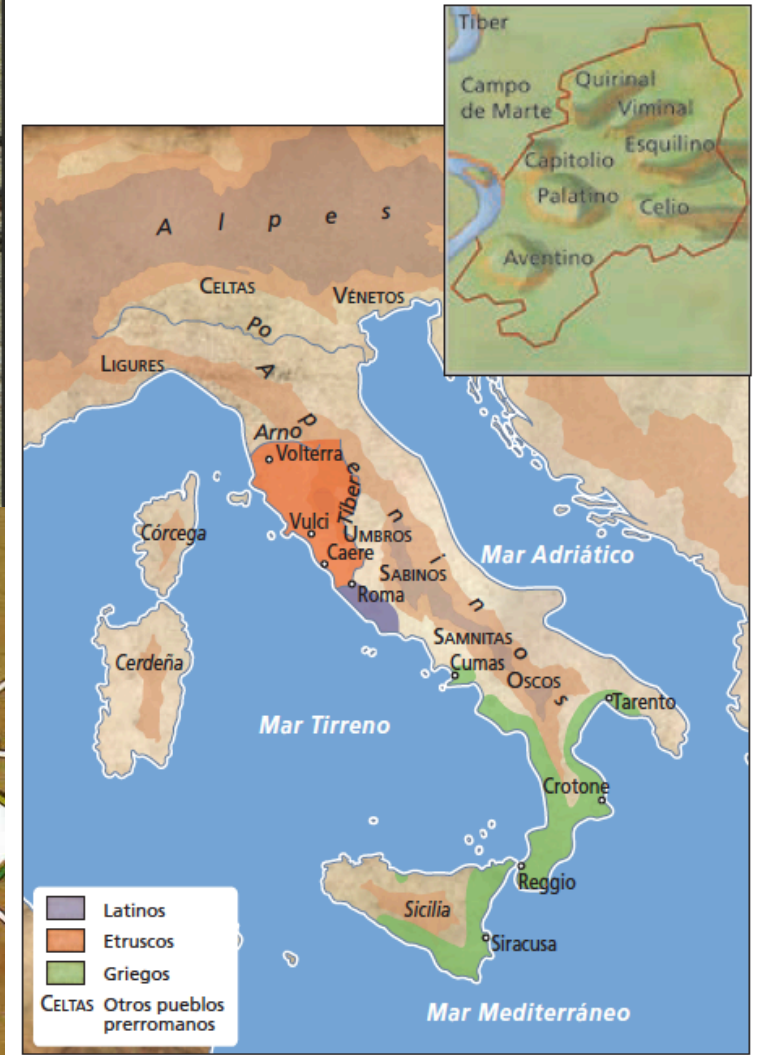 Tiber
Campo
de Marte
Quirinal
Viminal
Esquilino
Capitolio
Palatino
Celio
Aventino
A l p e s
CELTAS
VÉNETOS
Po
LIGURES
A p e n i n o s
Arno
Volterra
Tiber
Vulci
UMBROS
Córcega
Caere
Mar Adriático
SABINOS
Roma
SAMNITAS
Cerdeña
Cumas
OSCOS
Tarento
Mar Tirreno
Crotone
Reggio
Sicilia
Siracusa
Latinos
Etruscos
Griegos
CELTAS Otros pueblos
prerromanos
Mar Mediterráneo